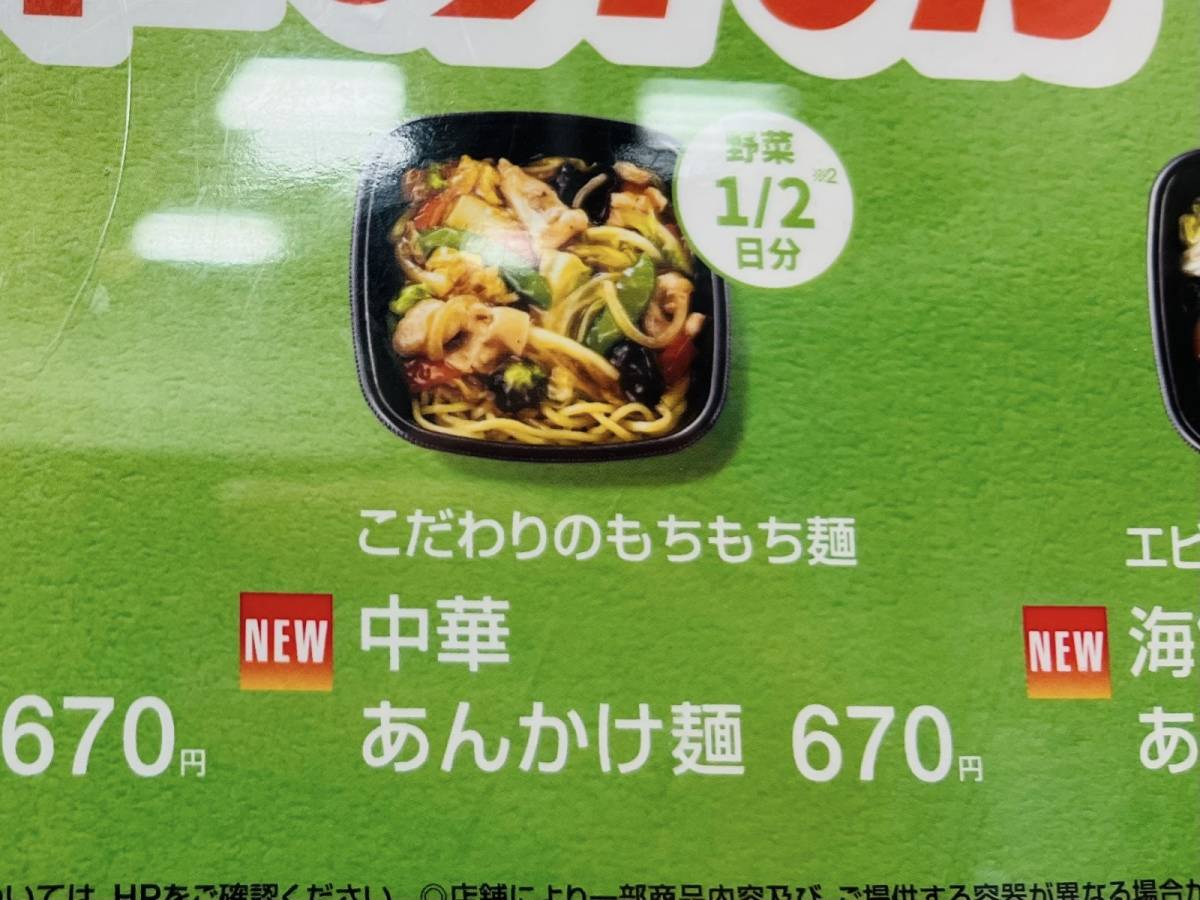 野菜
1/2※2
日分
こだわりのもちもち麺
NEW 中華
あんかけ麺 670円
670円
エビ
NEW 海
あ
いては、HPをご確認ください。◎店舗により一部商品内容及び、ご提供する容器が異なる場合が